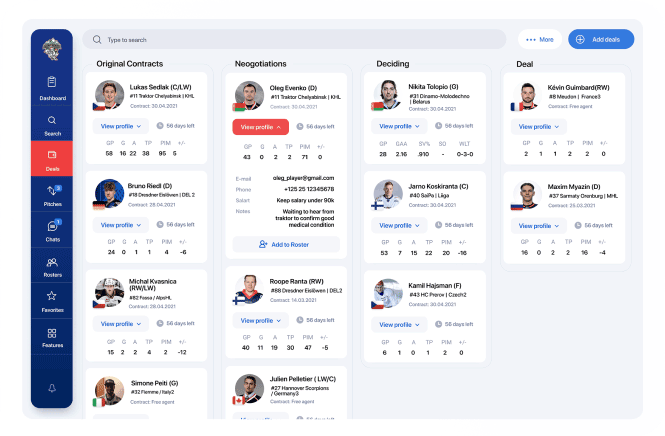 Type to search
More
Add deals
Dashboard
Search
Deals
Pitches
3
Chats
1
Rosters
Favorites
Features
Original Contracts
Lukas Sedlak (C/LW)
#11 Traktor Chelyabinsk | KHL
Contract: 30.04.2021
View profile
56 days left
GP G A TP PIM +/-
58 16 22 38 95 5
Bruno Riedl (D)
#18 Dresdner Eislöwen | DEL 2
Contract: 28.04.2021
View profile
56 days left
GP G A TP PIM +/-
24 0 1 1 4 -6
Michal Kvasnica
(RW/LW)
#82 Fassa / AlpsHL
Contract: 28.04.2021
View profile
56 days left
GP G A TP PIM +/-
15 2 2 4 2 -12
Simone Peiti (G)
#32 Fiemme / Italy2
Contract: Free agent
Neogotiations
Oleg Evenko (D)
#11 Traktor Chelyabinsk | KHL
Contract: 30.04.2021
View profile
56 days left
GP G A TP PIM +/-
43 0 2 2 71 0
E-mail oleg_player@gmail.com
Phone +125 25 12345678
Salart Keep salary under 90k
Notes Waiting to hear from
traktor to confirm good
medical condition
Add to Roster
Roope Ranta (RW)
#88 Dresdner Eislöwen | DEL2
Contract: 14.03.2021
View profile
56 days left
GP G A TP PIM +/-
40 11 19 30 47 -5
Julien Pelletier ( LW/C)
#27 Hannover Scorpions
/ Germany3
Contract: Free agent
View profile
56 days left
Deciding
Nikita Tolopio (G)
#31 Dinamo-Molodechno
| Belarus
Contract: 30.04.2021
View profile
56 days left
GP GAA SV% SO WLT
28 2.16 .910 - 0-3-0
Jarno Koskiranta (C)
#40 SaiPa | Liiga
Contract: 30.04.2021
View profile
56 days left
GP G A TP PIM +/-
53 7 15 22 20 -16
Kamil Hajsman (F)
#43 HC Prerov | Czech2
Contract: 30.04.2021
View profile
56 days left
GP G A TP PIM +/-
6 1 0 1 2 0
Deal
Kévin Guimbard(RW)
#8 Meudon | France3
Contract: Free agent
View profile
56 days left
GP G A TP PIM +/-
2 1 1 2 2 0
Maxim Myazin (D)
#37 Sarmaty Orenburg | MHL
Contract: 25.03.2021
View profile
56 days left
GP G A TP PIM +/-
16 0 2 2 16 -4